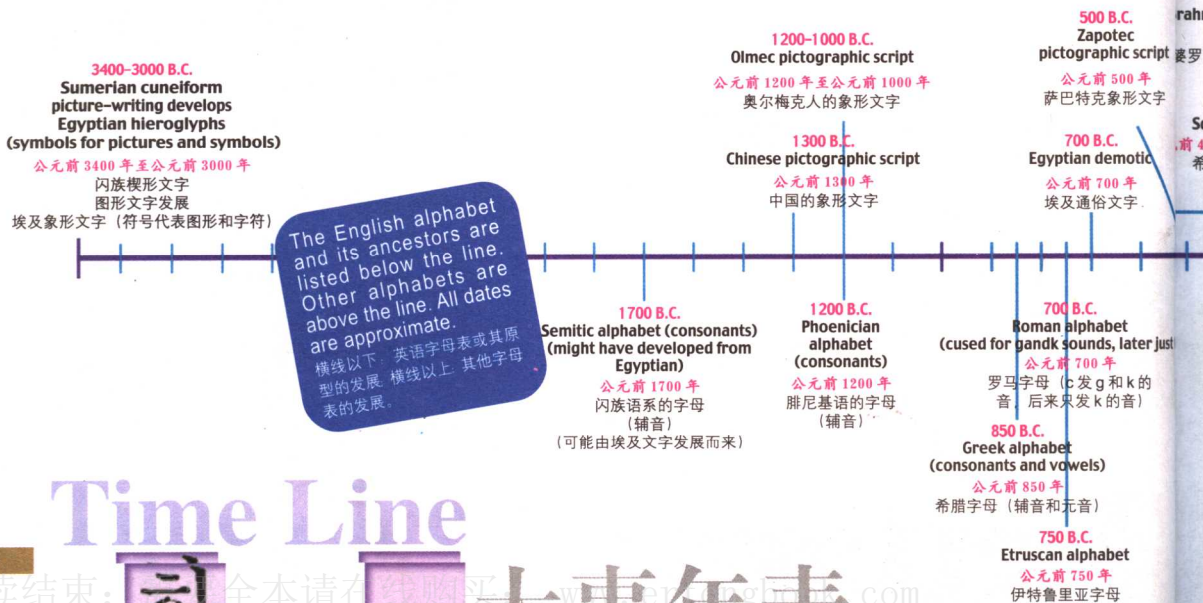 3400–3000 B.C.
Sumerian cuneiform
picture–writing develops
Egyptian hieroglyphs
(symbols for pictures and symbols)
公元前 3400 年至公元前 3000 年
闪族楔形文字
图形文字发展
埃及象形文字（符号代表图形和字符）
The English alphabet
and its ancestors are
listed below the line.
Other alphabets are
above the line. All dates
are approximate.
横线以下 英语字母表或其原
型的发展 横线以上 其他字母
表的发展。
1200–1000 B.C.
Olmec pictographic script
公元前 1200 年至公元前 1000 年
奥尔梅克人的象形文字
1300 B.C.
Chinese pictographic script
公元前 1300 年
中国的象形文字
500 B.C.
Zapotec
pictographic script
公元前 500 年
萨巴特克象形文字
700 B.C.
Egyptian demotic
公元前 700 年
埃及通俗文字
1700 B.C.
Semitic alphabet (consonants)
(might have developed from
Egyptian)
公元前 1700 年
闪族语系的字母
（辅音）
（可能由埃及文字发展而来）
1200 B.C.
Phoenician
alphabet
(consonants)
公元前 1200 年
腓尼基语的字母
（辅音）
700 B.C.
Roman alphabet
(cused for gandk sounds, later just
公元前 700 年
罗马字母（c 发 g 和 k 的
音，后来只发 k 的音）
850 B.C.
Greek alphabet
(consonants and vowels)
公元前 850 年
希腊字母（辅音和元音）
750 B.C.
Etruscan alphabet
公元前 750 年
伊特鲁里亚字母
Time Line
大事年表